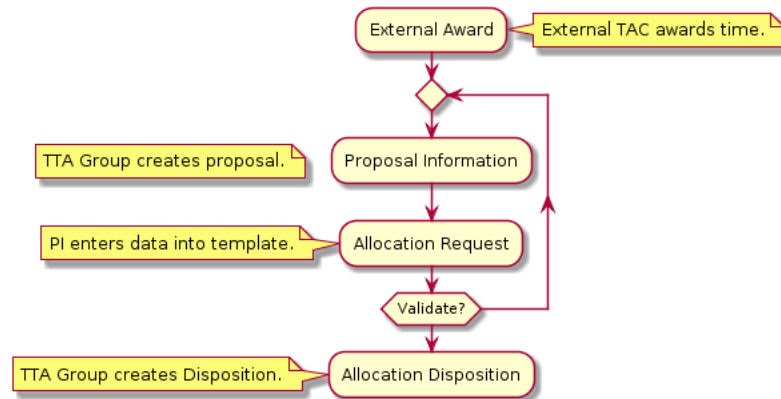 External Award
External TAC awards time.
TTA Group creates proposal.
Proposal Information
PI enters data into template.
Allocation Request
Validate?
TTA Group creates Disposition.
Allocation Disposition